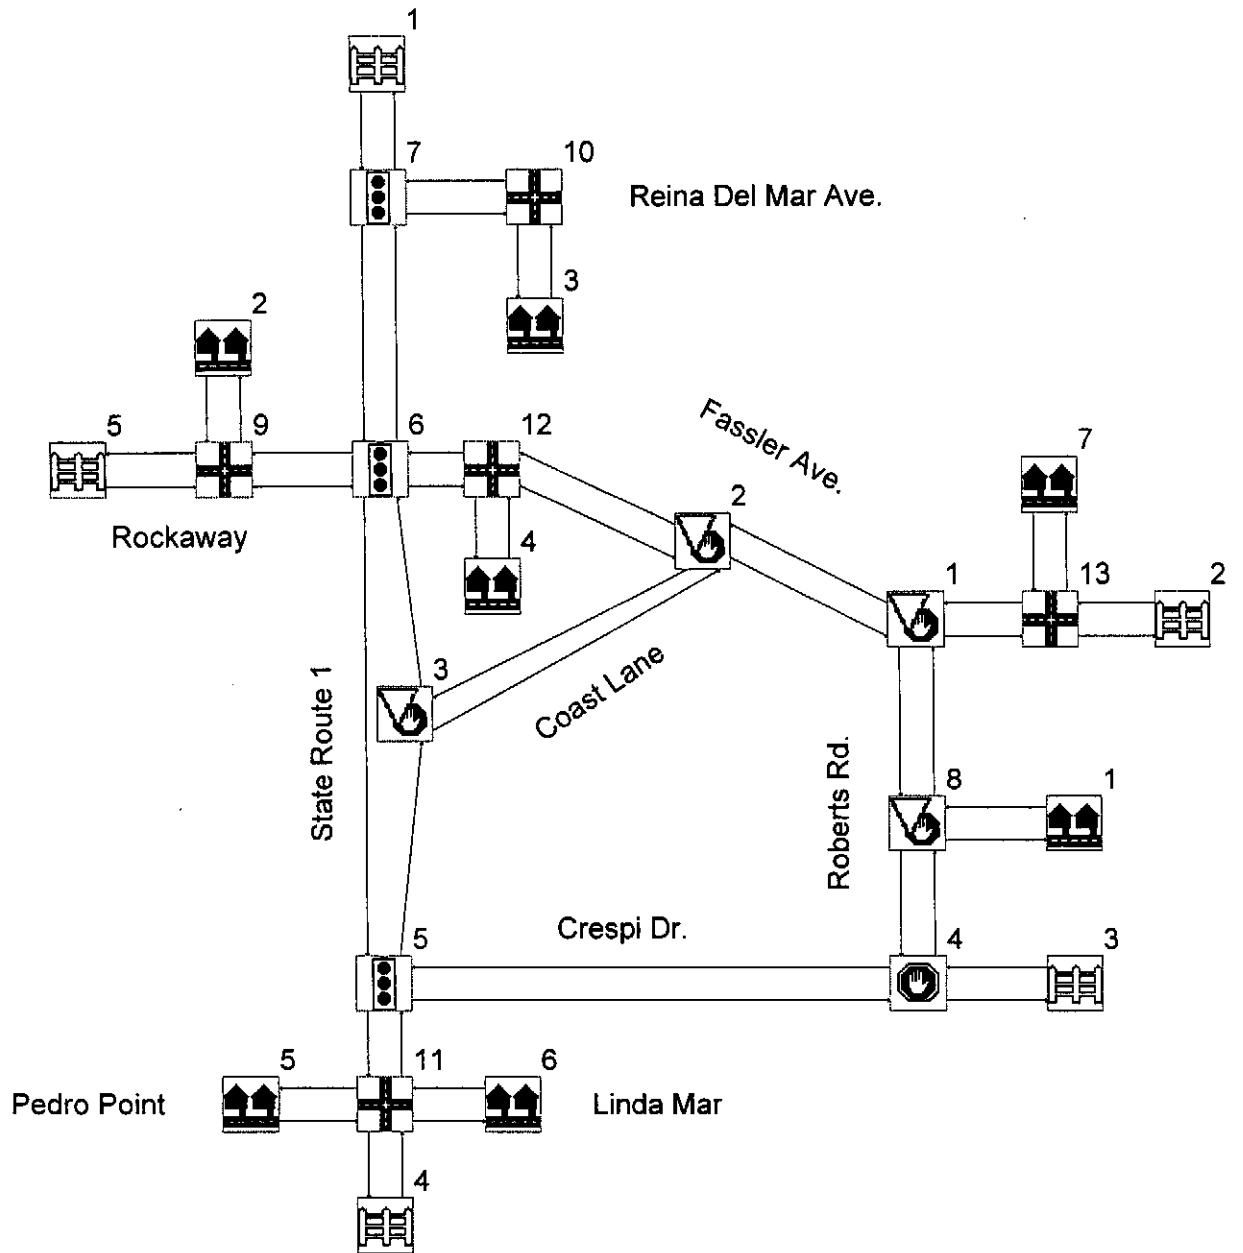 1
7
10
Reina Del Mar Ave.
3
2
5
9
6
12
Fassler Ave.
7
Rockaway
4
2
1
13
2
State Route 1
3
Coast Lane
Roberts Rd.
8
1
Crespi Dr.
5
4
3
Pedro Point
5
11
6
Linda Mar
4